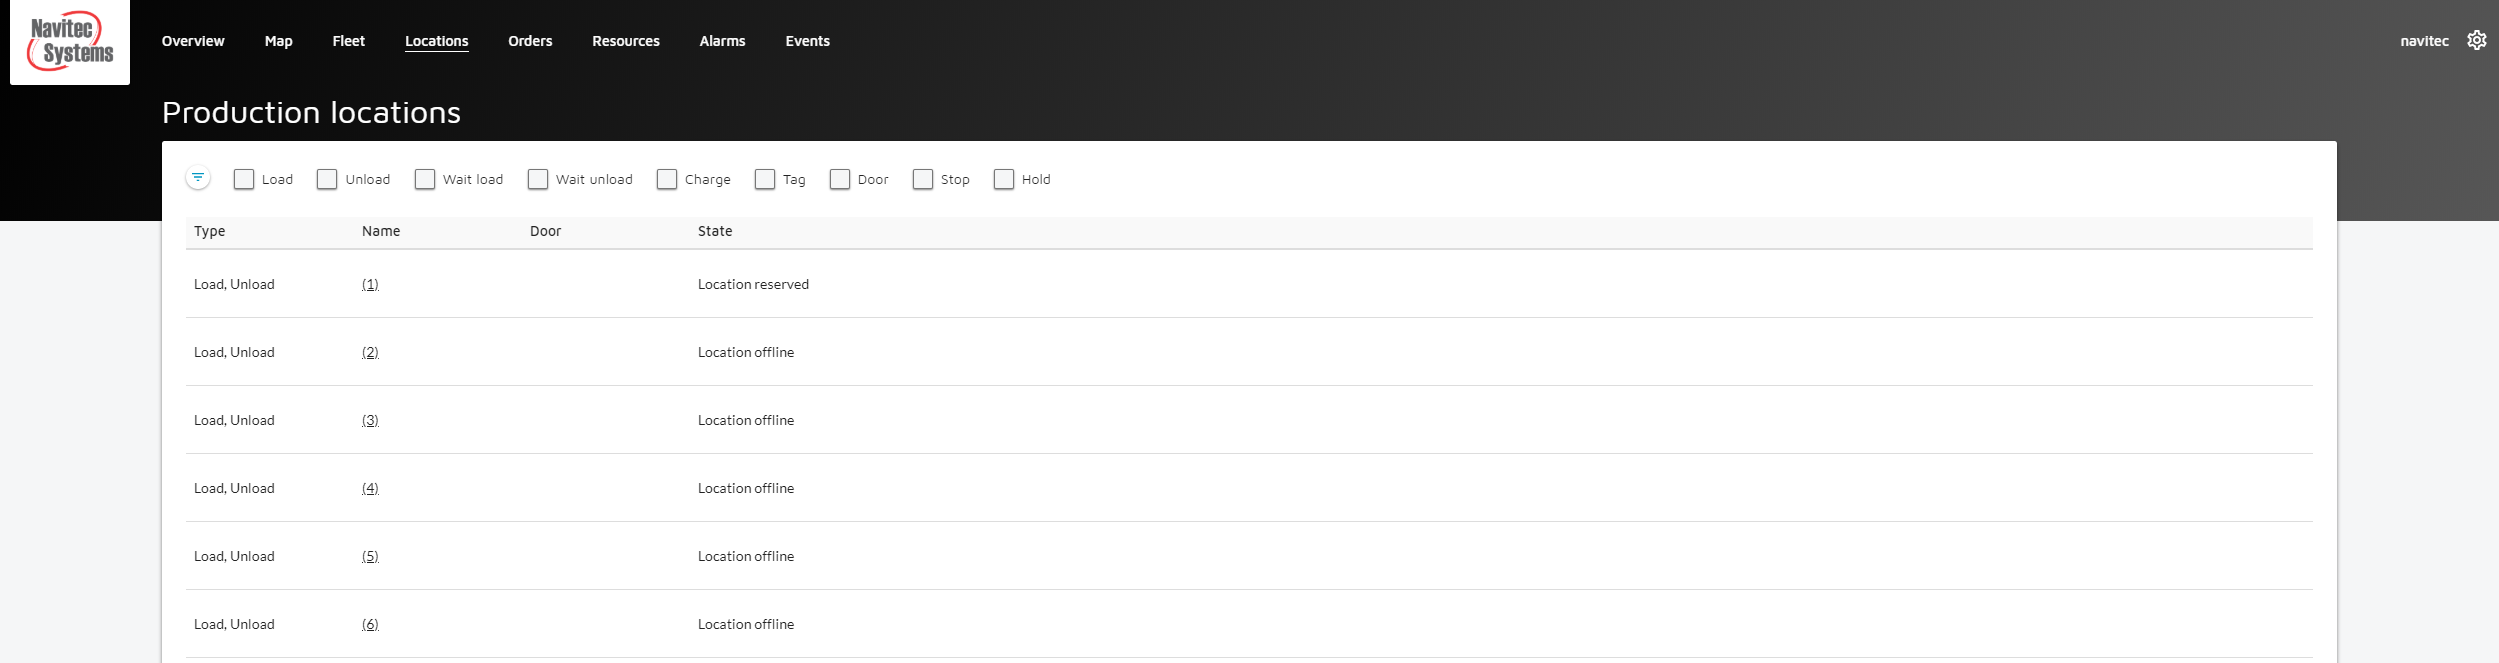 Navitec
Systems
Overview Map Fleet Locations Orders Resources Alarms Events navitec
Production locations
Load Unload Wait load Wait unload Charge Tag Door Stop Hold
Type Name Door State
Load, Unload (1) Location reserved
Load, Unload (2) Location offline
Load, Unload (3) Location offline
Load, Unload (4) Location offline
Load, Unload (5) Location offline
Load, Unload (6) Location offline